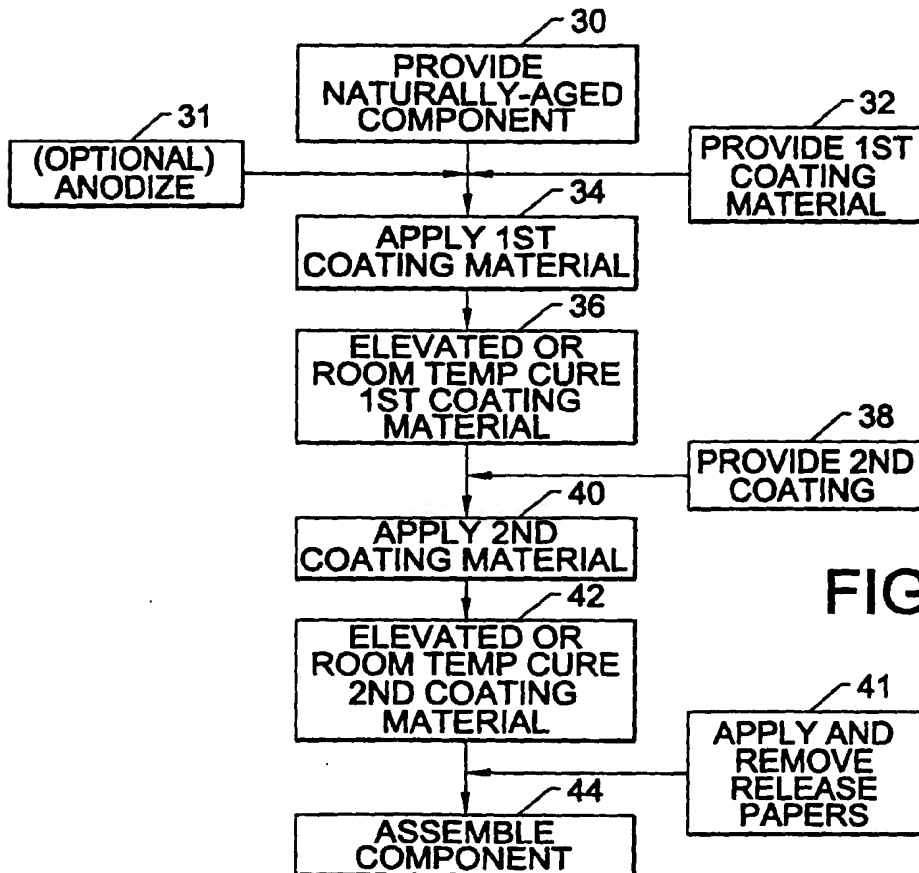 30
PROVIDE
NATURALLY-AGED
COMPONENT
31
(OPTIONAL)
ANODIZE
32
PROVIDE 1ST
COATING
MATERIAL
34
APPLY 1ST
COATING MATERIAL
36
ELEVATED OR
ROOM TEMP CURE
1ST COATING
MATERIAL
38
PROVIDE 2ND
COATING
40
APPLY 2ND
COATING MATERIAL
FIG
42
ELEVATED OR
ROOM TEMP CURE
2ND COATING
MATERIAL
41
APPLY AND
REMOVE
RELEASE
PAPERS
44
ASSEMBLE
COMPONENT